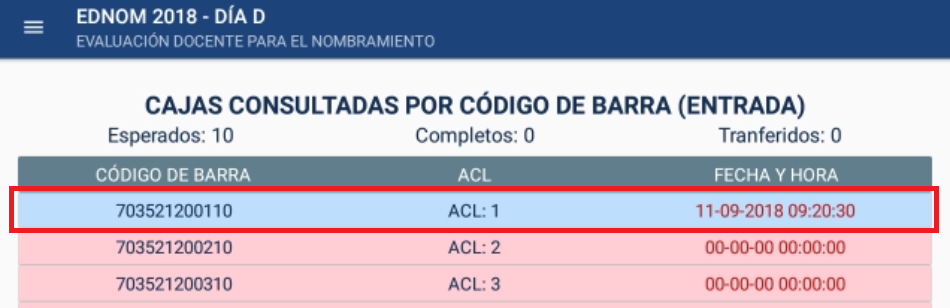 EDNOM 2018 - DÍA D
EVALUACIÓN DOCENTE PARA EL NOMBRAMIENTO
CAJAS CONSULTADAS POR CÓDIGO DE BARRA (ENTRADA)
Esperados: 10 Completos: 0 Tranferidos: 0
CÓDIGO DE BARRA ACL FECHA Y HORA
703521200110 ACL: 1 11-09-2018 09:20:30
703521200210 ACL: 2 00-00-00 00:00:00
703521200310 ACL: 3 00-00-00 00:00:00